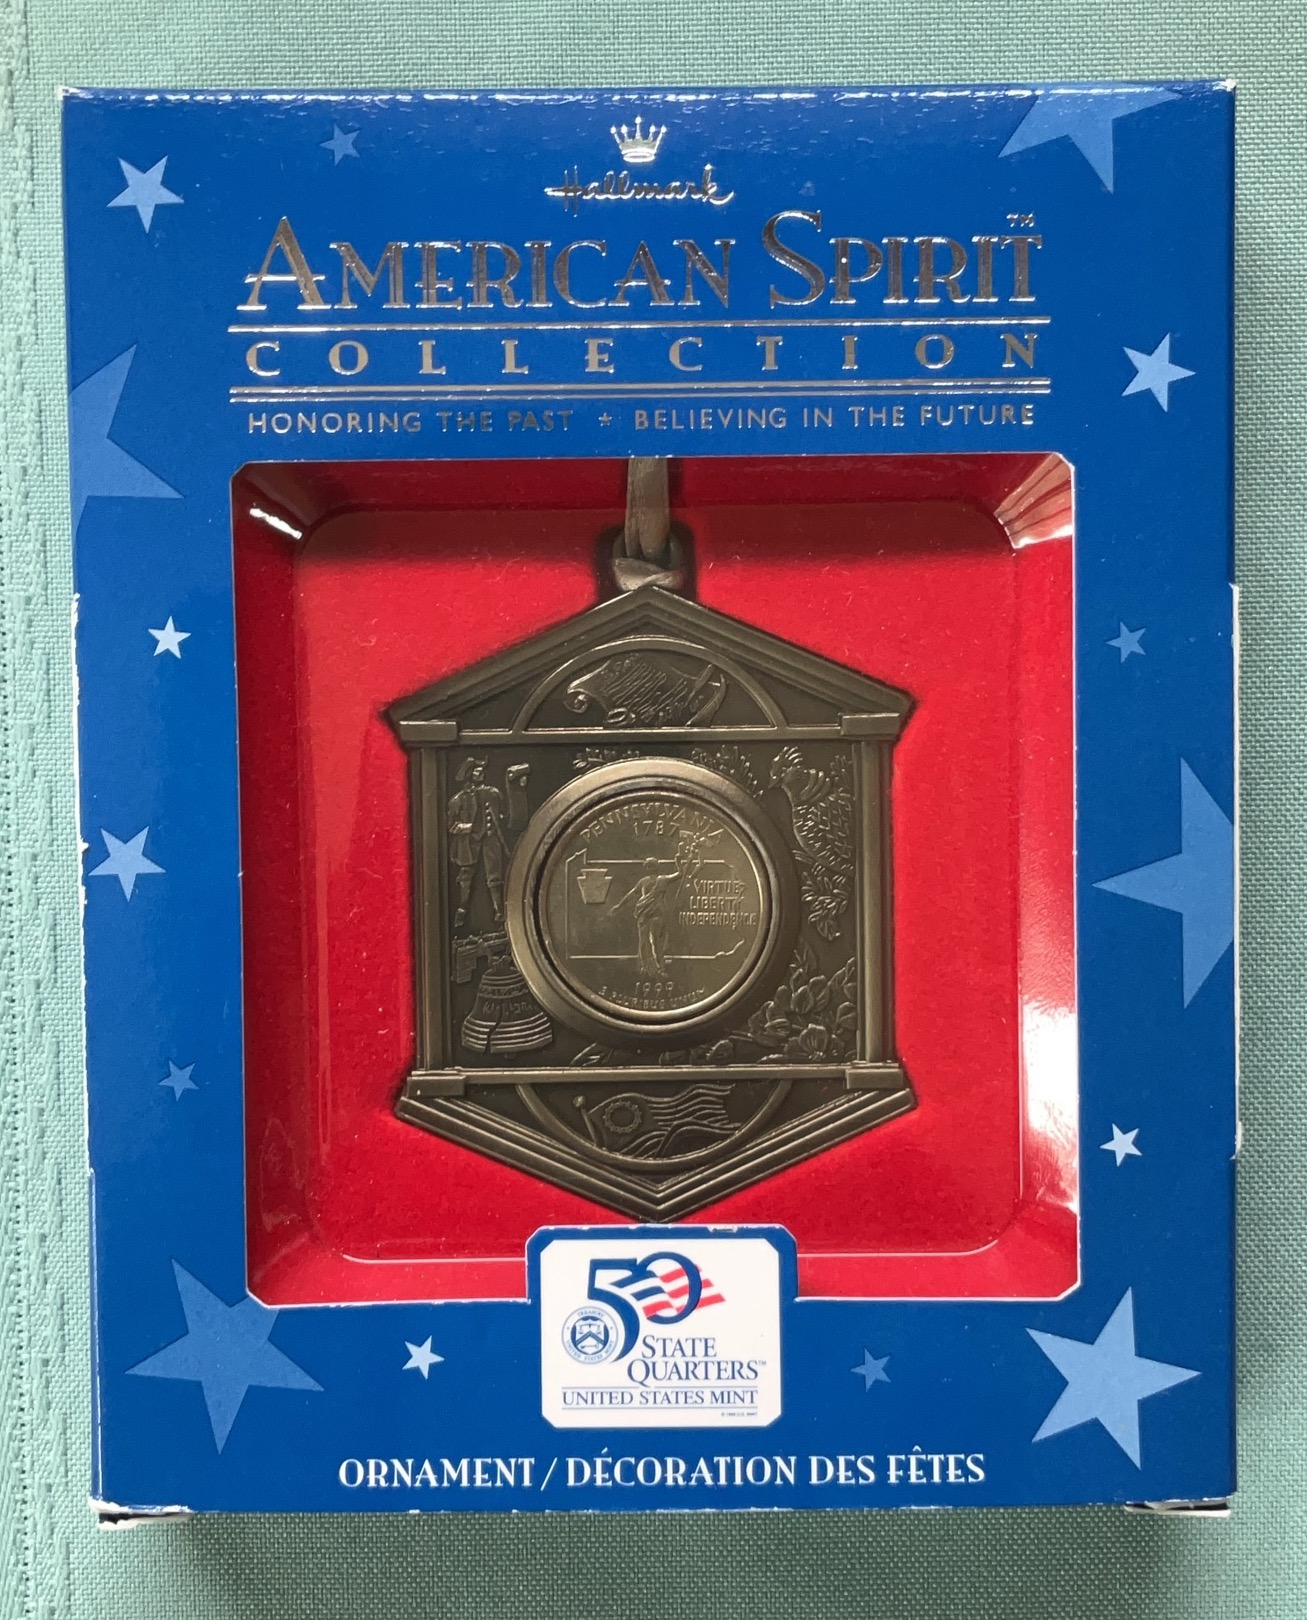 Hallmark
AMERICAN SPIRIT™
COLLECTION
HONORING THE PAST ★ BELIEVING IN THE FUTURE
PENNSYLVANIA
1787
VIRTUE
LIBERTY
INDEPENDENCE
1999
E PLURIBUS UNUM
50
STATE
QUARTERS™
UNITED STATES MINT
ORNAMENT / DÉCORATION DES FÊTES